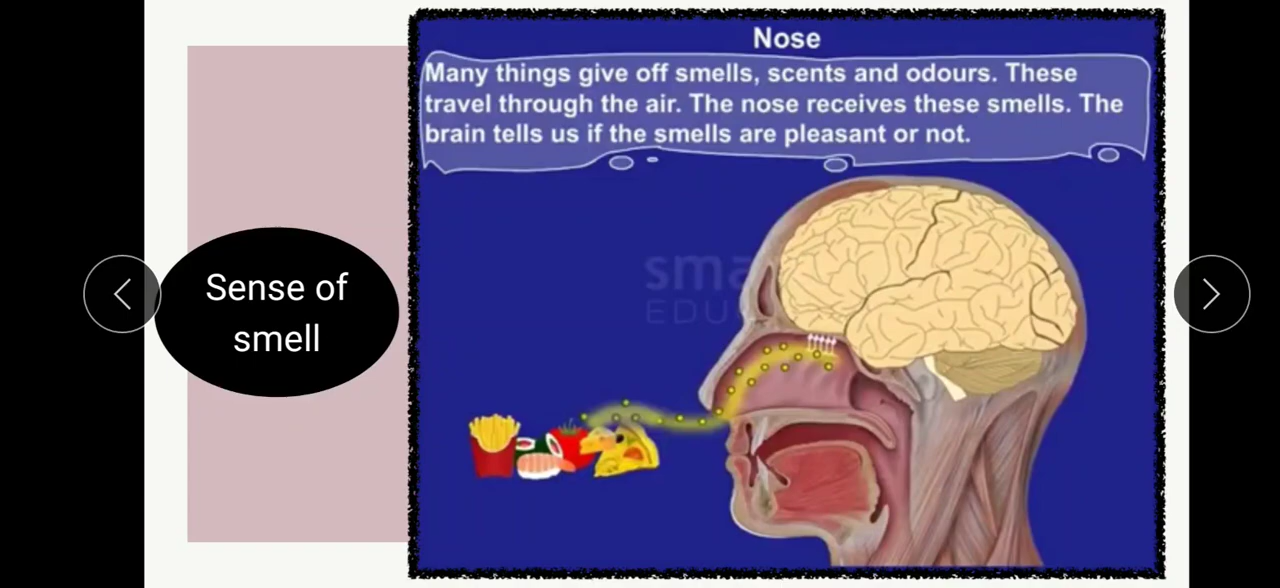 Nose
Many things give off smells, scents and odours. These
travel through the air. The nose receives these smells. The
brain tells us if the smells are pleasant or not.
Sense of
smell